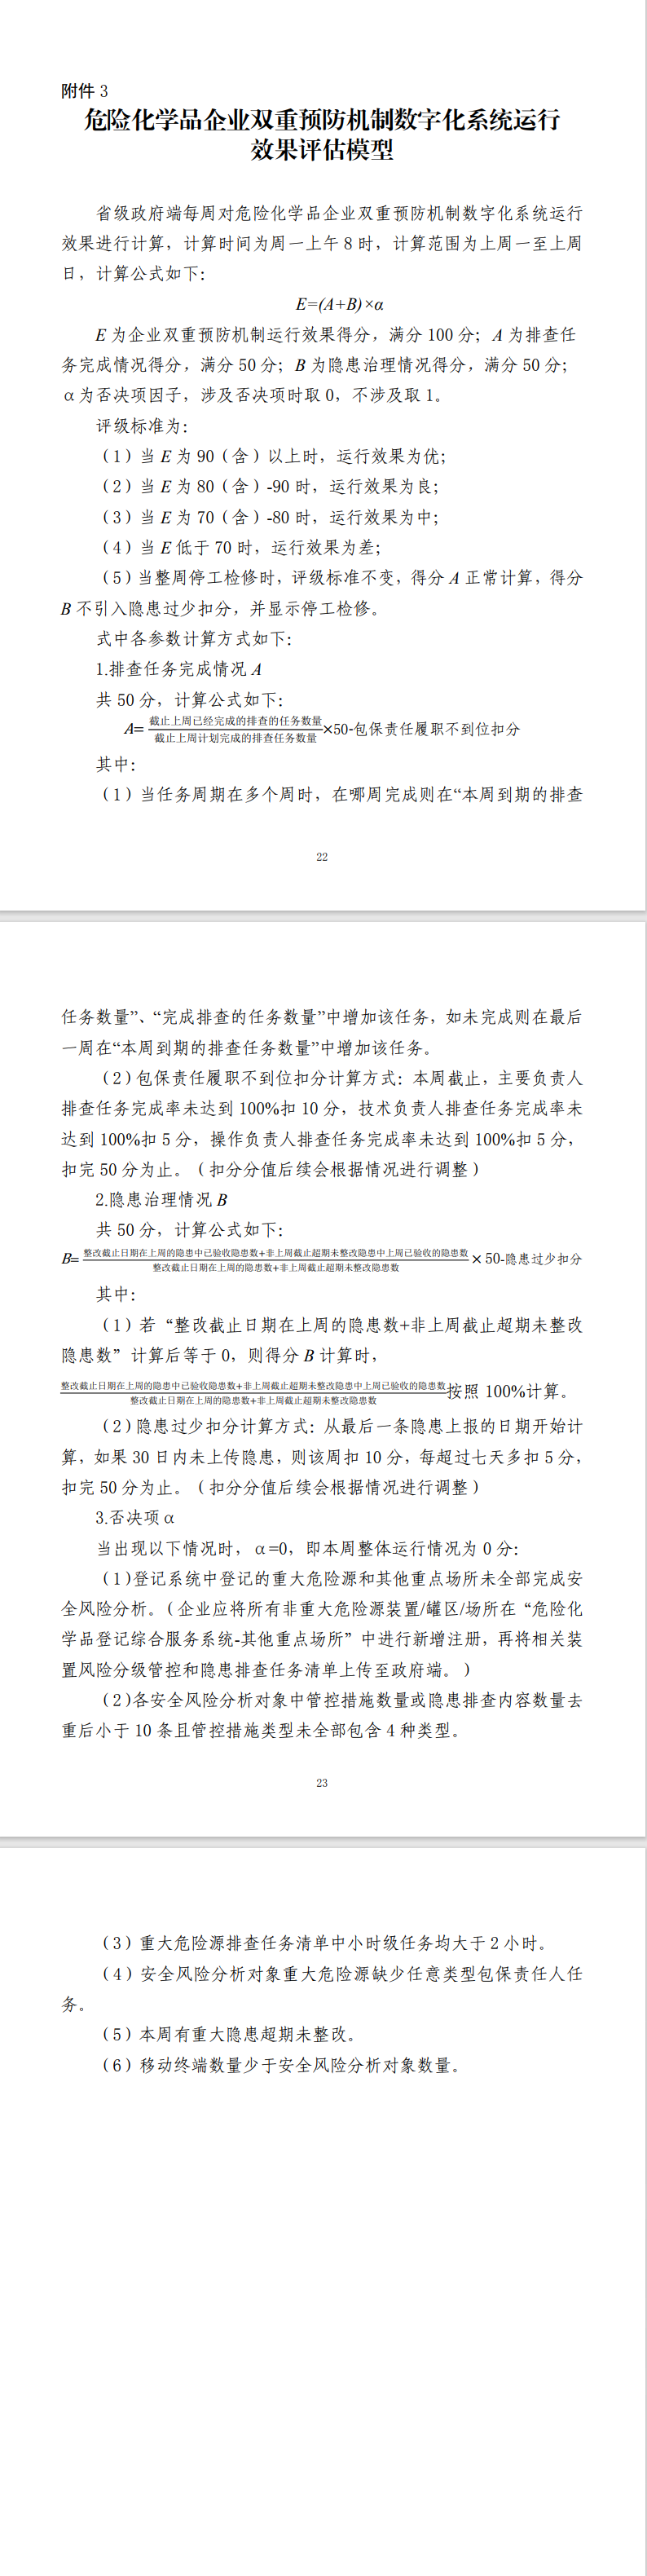 附件 3
危险化学品企业双重预防机制数字化系统运行
效果评估模型
省级政府端每周对危险化学品企业双重预防机制数字化系统运行
效果进行计算，计算时间为周一上午 8 时，计算范围为上周一至上周
日，计算公式如下：
E=(A+B)×α
E 为企业双重预防机制运行效果得分，满分 100 分；A 为排查任
务完成情况得分，满分 50 分；B 为隐患治理情况得分，满分 50 分；
α为否决项因子，涉及否决项时取 0，不涉及取 1。
评级标准为：
（1）当 E 为 90（含）以上时，运行效果为优；
（2）当 E 为 80（含）-90 时，运行效果为良；
（3）当 E 为 70（含）-80 时，运行效果为中；
（4）当 E 低于 70 时，运行效果为差；
（5）当整周停工检修时，评级标准不变，得分 A 正常计算，得分
B 不引入隐患过少扣分，并显示停工检修。
式中各参数计算方式如下：
1.排查任务完成情况 A
共 50 分，计算公式如下：
A= 截止上周已经完成的排查的任务数量
截止上周计划完成的排查任务数量 ×50-包保责任履职不到位扣分
其中：
（1）当任务周期在多个周时，在哪周完成则在“本周到期的排查
22
任务数量”、“完成排查的任务数量”中增加该任务，如未完成则在最后
一周在“本周到期的排查任务数量”中增加该任务。
（2）包保责任履职不到位扣分计算方式：本周截止，主要负责人
排查任务完成率未达到 100%扣 10 分，技术负责人排查任务完成率未
达到 100%扣 5 分，操作负责人排查任务完成率未达到 100%扣 5 分，
扣完 50 分为止。（扣分分值后续会根据情况进行调整）
2.隐患治理情况 B
共 50 分，计算公式如下：
B= 整改截止日期在上周的隐患中已验收隐患数+非上周截止超期未整改隐患中上周已验收的隐患数
整改截止日期在上周的隐患数+非上周截止超期未整改隐患数 × 50-隐患过少扣分
其中：
（1）若“整改截止日期在上周的隐患数+非上周截止超期未整改
隐患数”计算后等于 0，则得分 B 计算时，
整改截止日期在上周的隐患中已验收隐患数+非上周截止超期未整改隐患中上周已验收的隐患数
整改截止日期在上周的隐患数+非上周截止超期未整改隐患数 按照 100%计算。
（2）隐患过少扣分计算方式：从最后一条隐患上报的日期开始计
算，如果 30 日内未上传隐患，则该周扣 10 分，每超过七天多扣 5 分，
扣完 50 分为止。（扣分分值后续会根据情况进行调整）
3.否决项α
当出现以下情况时，α=0，即本周整体运行情况为 0 分：
（1)登记系统中登记的重大危险源和其他重点场所未全部完成安
全风险分析。（企业应将所有非重大危险源装置/罐区/场所在“危险化
学品登记综合服务系统-其他重点场所”中进行新增注册，再将相关装
置风险分级管控和隐患排查任务清单上传至政府端。）
（2)各安全风险分析对象中管控措施数量或隐患排查内容数量去
重后小于 10 条且管控措施类型未全部包含 4 种类型。
23
（3）重大危险源排查任务清单中小时级任务均大于 2 小时。
（4）安全风险分析对象重大危险源缺少任意类型包保责任人任
务。
（5）本周有重大隐患超期未整改。
（6）移动终端数量少于安全风险分析对象数量。